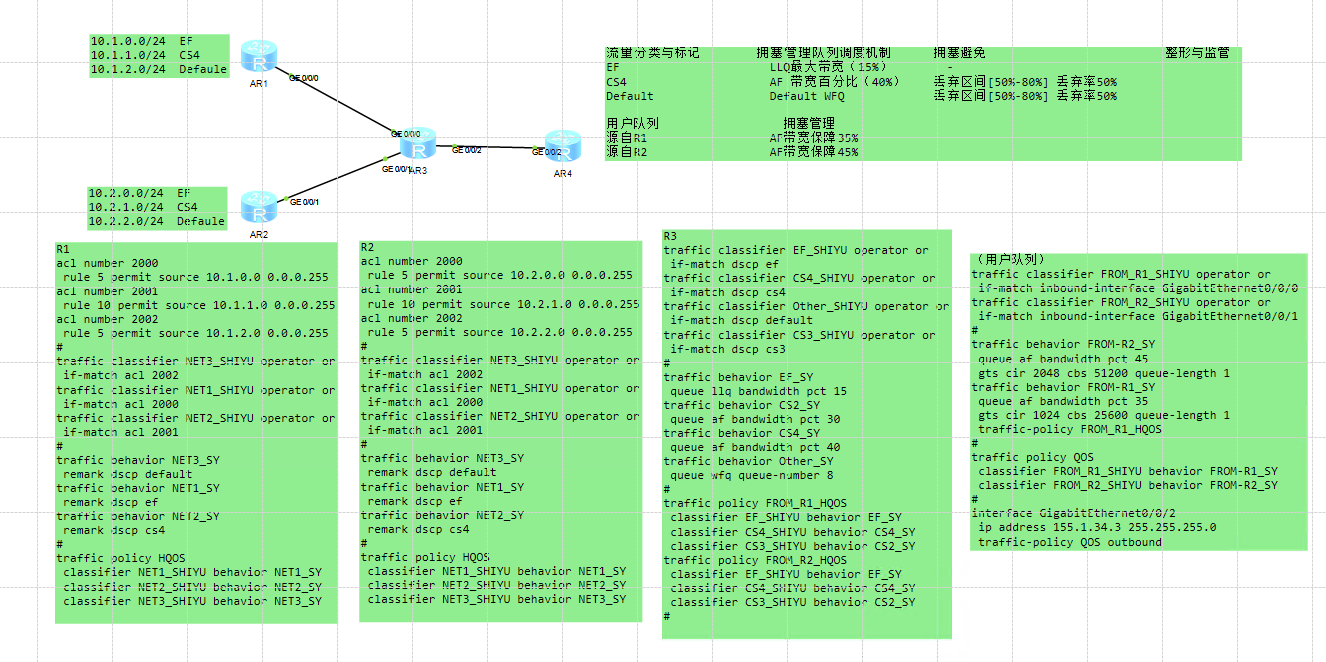 10.1.0.0/24 EF
10.1.1.0/24 CS4
10.1.2.0/24 Defaule
AR1
GE 0/0/0
GE 0/0/0
GE 0/0/2
GE 0/0/2
GE 0/0/1
AR3
AR4
GE 0/0/1
AR2
10.2.0.0/24 EF
10.2.1.0/24 CS4
10.2.2.0/24 Defaule
流量分类与标记 拥塞管理队列调度机制 拥塞避免 整形与监管
EF LLQ最大带宽（15%） -
CS4 AF 带宽百分比（40%） 丢弃区间[50%-80%] 丢弃率50%
Default Default WFQ 丢弃区间[50%-80%] 丢弃率50%
用户队列 拥塞管理
源自R1 AF带宽保障35%
源自R2 AF带宽保障45%
R1
acl number 2000
rule 5 permit source 10.1.0.0 0.0.0.255
acl number 2001
rule 10 permit source 10.1.1.0 0.0.0.255
acl number 2002
rule 5 permit source 10.1.2.0 0.0.0.255
#
traffic classifier NET3_SHIYU operator or
if-match acl 2002
traffic classifier NET1_SHIYU operator or
if-match acl 2000
traffic classifier NET2_SHIYU operator or
if-match acl 2001
#
traffic behavior NET3_SY
remark dscp default
traffic behavior NET1_SY
remark dscp ef
traffic behavior NET2_SY
remark dscp cs4
#
traffic policy HQOS
classifier NET1_SHIYU behavior NET1_SY
classifier NET2_SHIYU behavior NET2_SY
classifier NET3_SHIYU behavior NET3_SY
R2
acl number 2000
rule 5 permit source 10.2.0.0 0.0.0.255
acl number 2001
rule 10 permit source 10.2.1.0 0.0.0.255
acl number 2002
rule 5 permit source 10.2.2.0 0.0.0.255
#
traffic classifier NET3_SHIYU operator or
if-match acl 2002
traffic classifier NET1_SHIYU operator or
if-match acl 2000
traffic classifier NET2_SHIYU operator or
if-match acl 2001
#
traffic behavior NET3_SY
remark dscp default
traffic behavior NET1_SY
remark dscp ef
traffic behavior NET2_SY
remark dscp cs4
#
traffic policy HQOS
classifier NET1_SHIYU behavior NET1_SY
classifier NET2_SHIYU behavior NET2_SY
classifier NET3_SHIYU behavior NET3_SY
R3
traffic classifier EF_SHIYU operator or
if-match dscp ef
traffic classifier CS4_SHIYU operator or
if-match dscp cs4
traffic classifier Other_SHIYU operator or
if-match dscp default
traffic classifier CS3_SHIYU operator or
if-match dscp cs3
#
traffic behavior EF_SY
queue llq bandwidth pct 15
traffic behavior CS2_SY
queue af bandwidth pct 30
traffic behavior CS4_SY
queue af bandwidth pct 40
traffic behavior Other_SY
queue wfq queue-number 8
#
traffic policy FROM_R1_HQOS
classifier EF_SHIYU behavior EF_SY
classifier CS4_SHIYU behavior CS4_SY
classifier CS3_SHIYU behavior CS2_SY
traffic policy FROM_R2_HQOS
classifier EF_SHIYU behavior EF_SY
classifier CS4_SHIYU behavior CS4_SY
classifier CS3_SHIYU behavior CS2_SY
#
（用户队列）
traffic classifier FROM_R1_SHIYU operator or
if-match inbound-interface GigabitEthernet0/0/0
traffic classifier FROM_R2_SHIYU operator or
if-match inbound-interface GigabitEthernet0/0/1
#
traffic behavior FROM-R2_SY
queue af bandwidth pct 45
gts cir 2048 cbs 51200 queue-length 1
traffic behavior FROM-R1_SY
queue af bandwidth pct 35
gts cir 1024 cbs 25600 queue-length 1
traffic-policy FROM_R1_HQOS
#
traffic policy QOS
classifier FROM_R1_SHIYU behavior FROM-R1_SY
classifier FROM_R2_SHIYU behavior FROM-R2_SY
#
interface GigabitEthernet0/0/2
ip address 155.1.34.3 255.255.255.0
traffic-policy QOS outbound